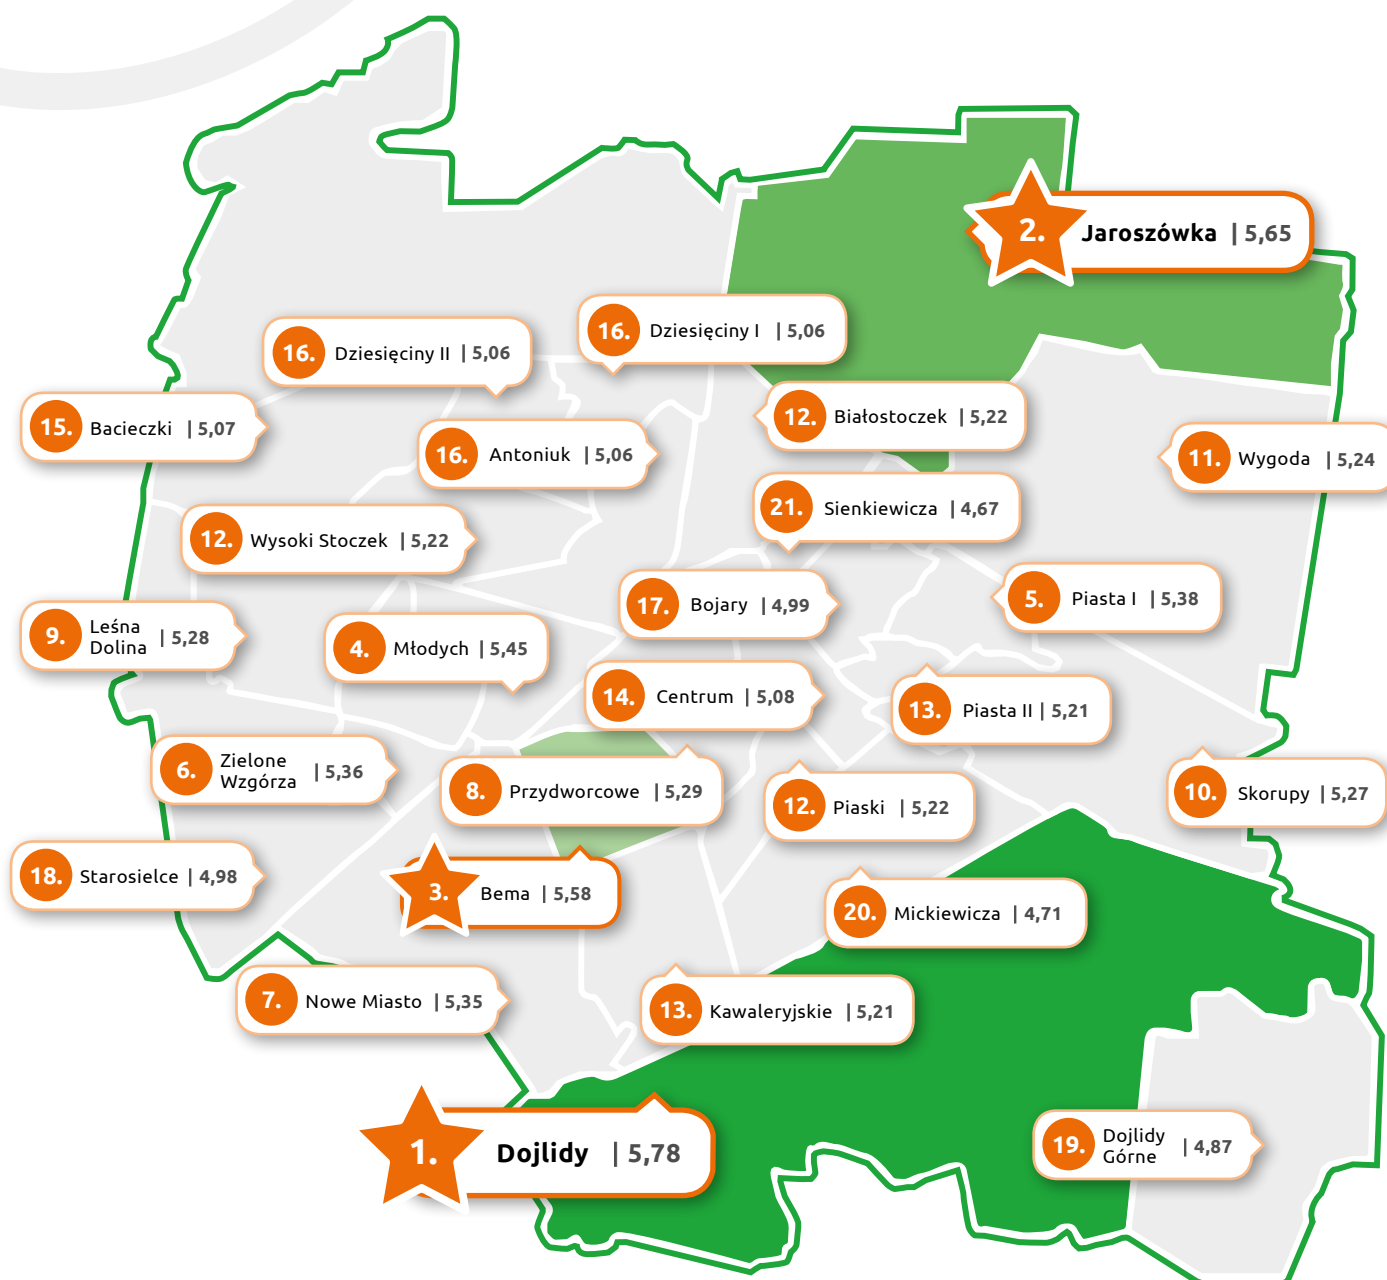 2. Jaroszówka | 5,65
16. Dziesięciny I | 5,06
16. Dziesięciny II | 5,06
15. Bacieczki | 5,07
12. Białostoczek | 5,22
16. Antoniuk | 5,06
11. Wygoda | 5,24
21. Sienkiewicza | 4,67
12. Wysoki Stoczek | 5,22
17. Bojary | 4,99
5. Piasta I | 5,38
9. Leśna
Dolina | 5,28
4. Młodych | 5,45
14. Centrum | 5,08
13. Piasta II | 5,21
6. Zielone
Wzgórza | 5,36
8. Przydworcowe | 5,29
12. Piaski | 5,22
10. Skorupy | 5,27
18. Starosielce | 4,98
3. Bema | 5,58
20. Mickiewicza | 4,71
7. Nowe Miasto | 5,35
13. Kawaleryjskie | 5,21
1. Dojlidy | 5,78
19. Dojlidy
Górne | 4,87